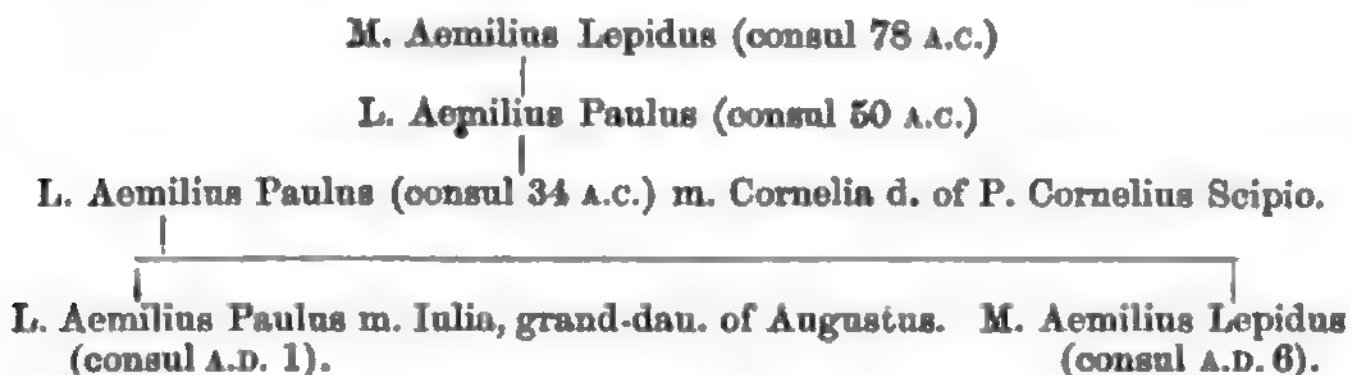 M. Aemilius Lepidus (consul 78 A.C.)
L. Aemilius Paulus (consul 50 A.C.)
L. Aemilius Paulus (consul 34 A.C.) m. Cornelia d. of P. Cornelius Scipio.
L. Aemilius Paulus m. Iulia, grand-dau. of Augustus. M. Aemilius Lepidus
(consul A.D. 1). (consul A.D. 6).